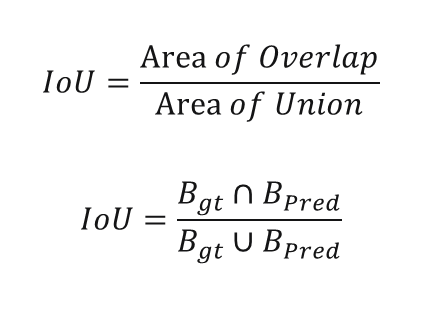 IoU = Area of Overlap / Area of Union
IoU = B_gt ∩ B_Pred / B_gt ∪ B_Pred